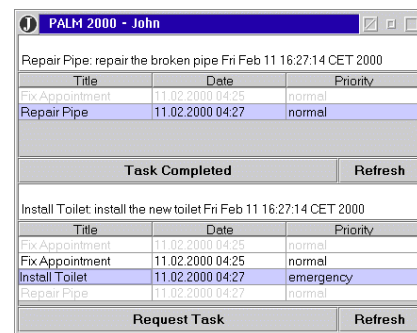 J PALM 2000 - John
Repair Pipe: repair the broken pipe Fri Feb 11 16:27:14 CET 2000
Title Date Priority
Fix Appointment 11.02.2000 04:25 normal
Repair Pipe 11.02.2000 04:27 normal
Task Completed Refresh
Install Toilet: install the new toilet Fri Feb 11 16:27:14 CET 2000
Title Date Priority
Fix Appointment 11.02.2000 04:25 normal
Fix Appointment 11.02.2000 04:25 normal
Install Toilet 11.02.2000 04:27 emergency
Repair Pipe 11.02.2000 04:27 normal
Request Task Refresh